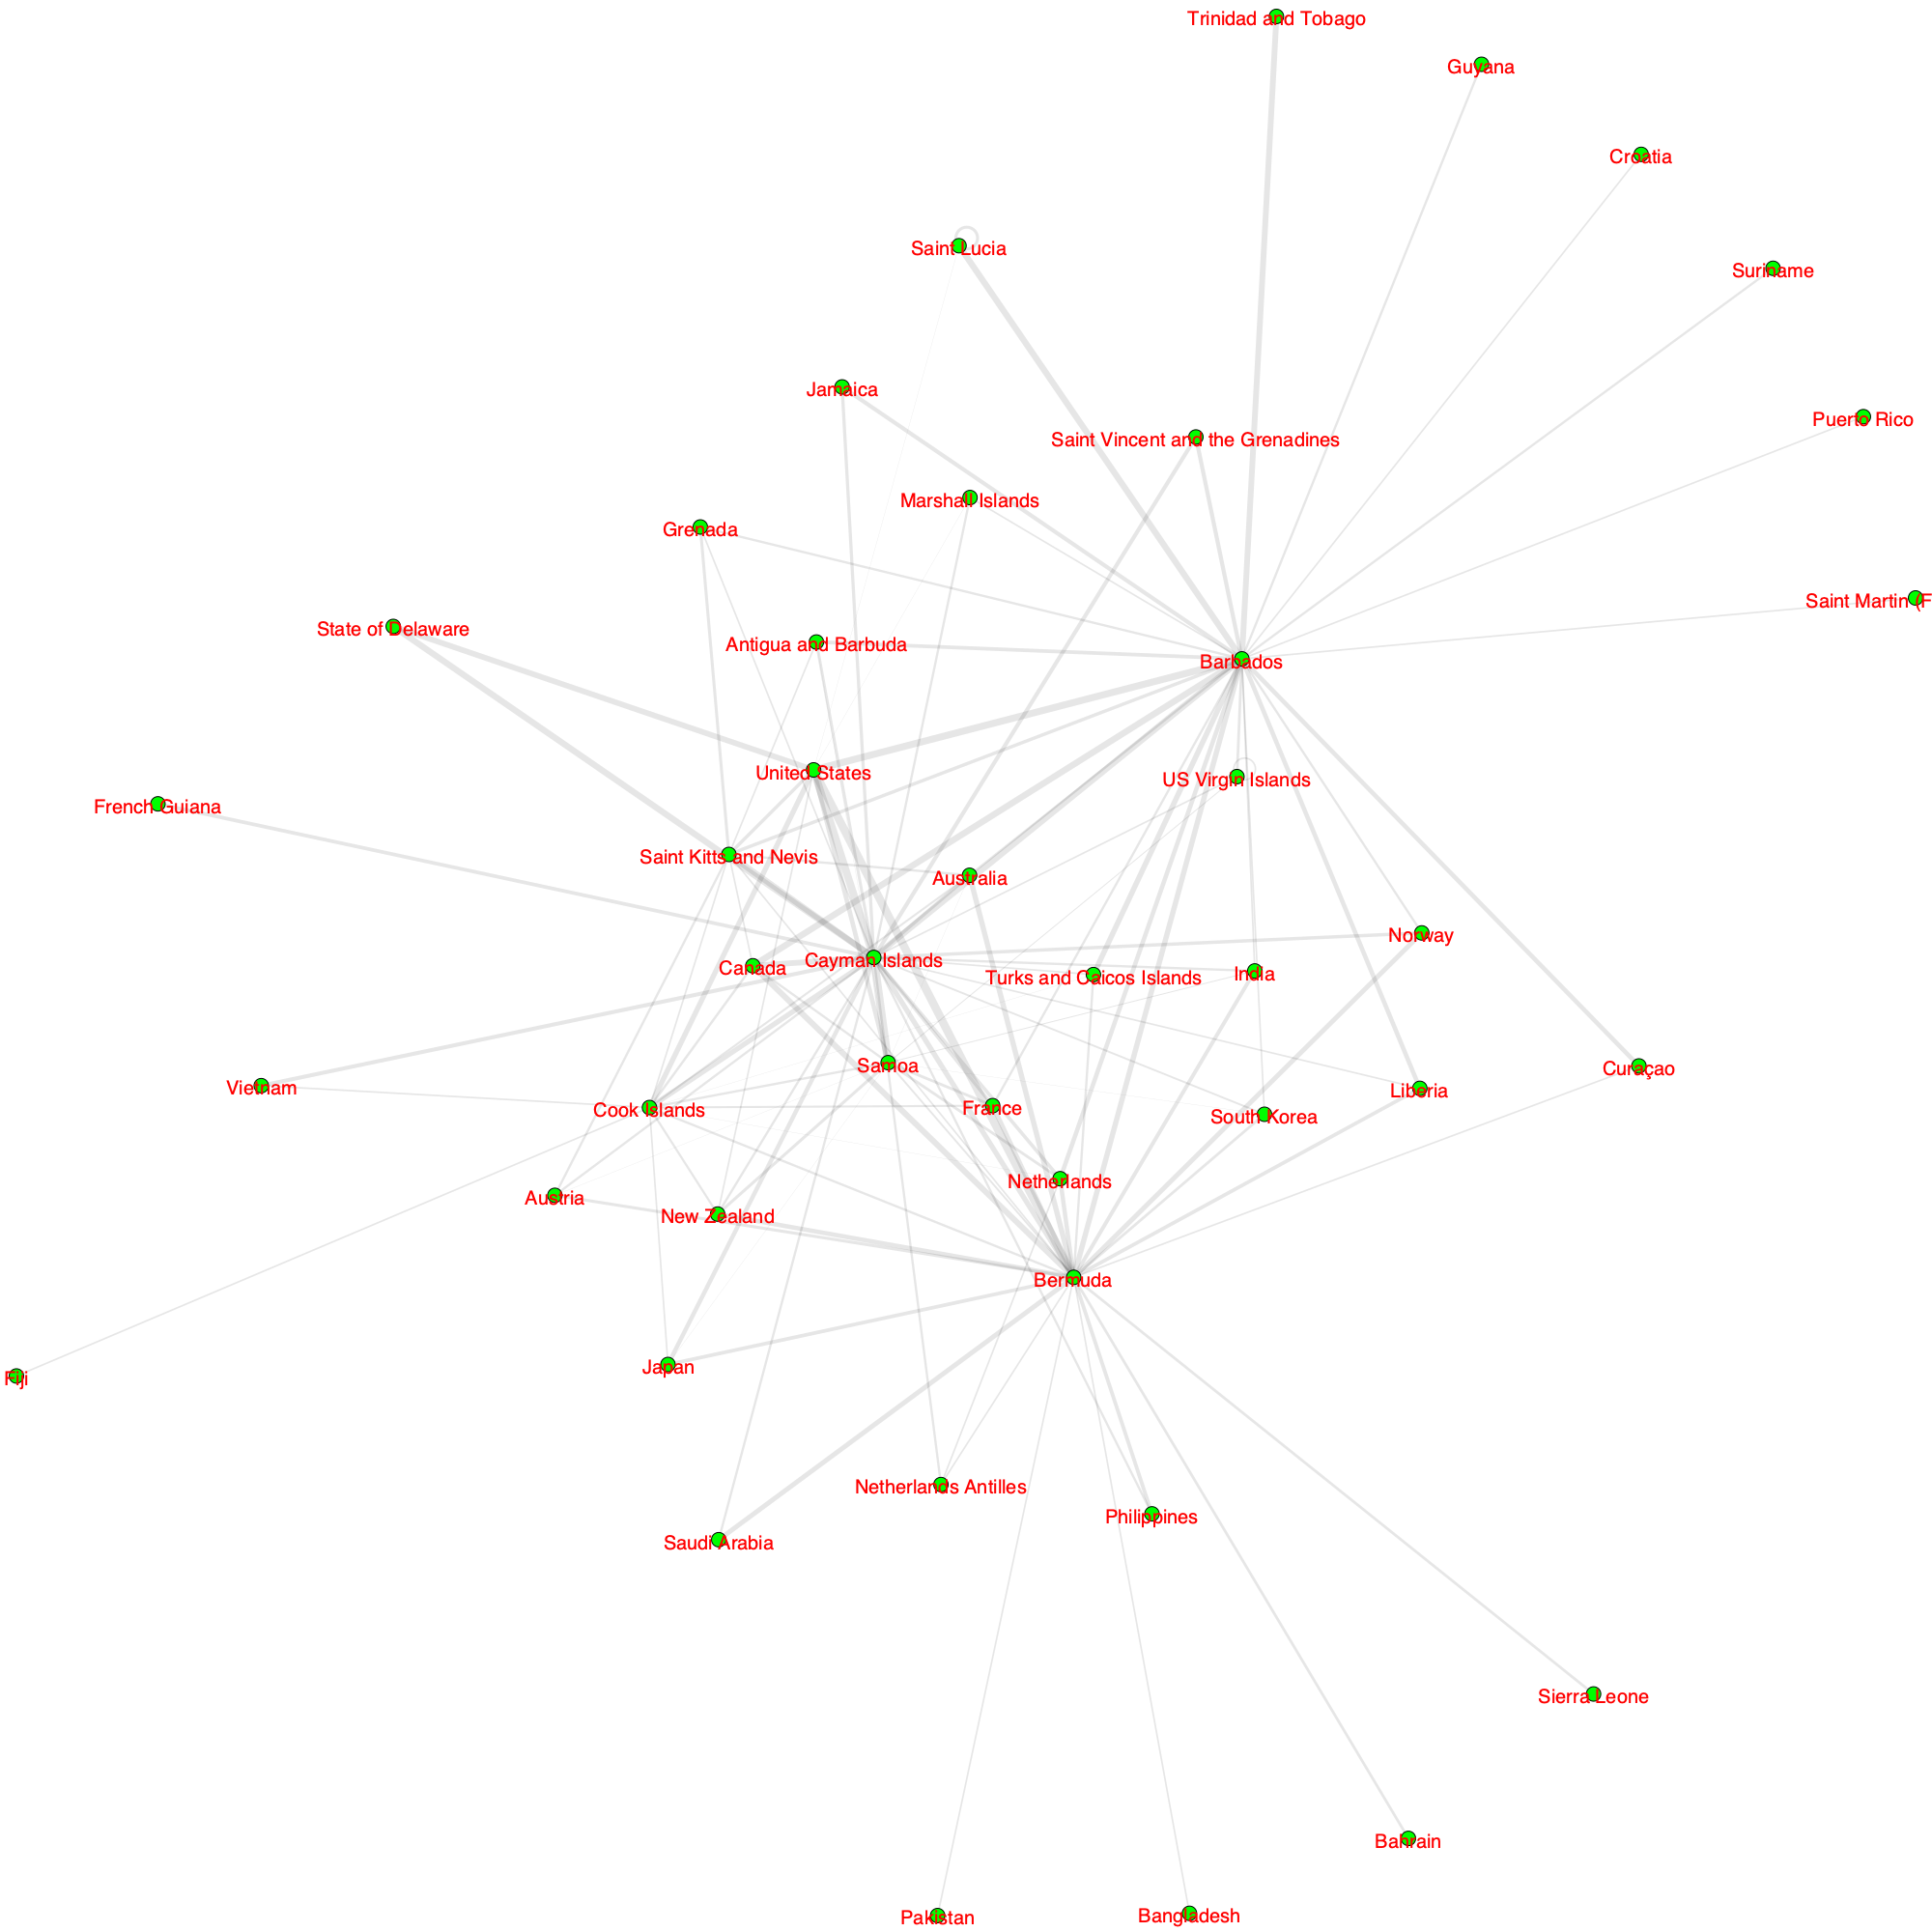 Trinidad and Tobago
Guyana
Croatia
Saint Lucia
Suriname
Jamaica
Puerto Rico
Saint Vincent and the Grenadines
Marshall Islands
Grenada
Saint Martin (F
State of Delaware
Antigua and Barbuda
Barbados
United States
US Virgin Islands
French Guiana
Saint Kitts and Nevis
Australia
Norway
Cayman Islands
Canada
India
Turks and Caicos Islands
Samoa
Curaçao
Vietnam
Liberia
France
Cook Islands
South Korea
Netherlands
Austria
New Zealand
Bermuda
Japan
Fiji
Netherlands Antilles
Philippines
Saudi Arabia
Sierra Leone
Bahrain
Bangladesh
Pakistan